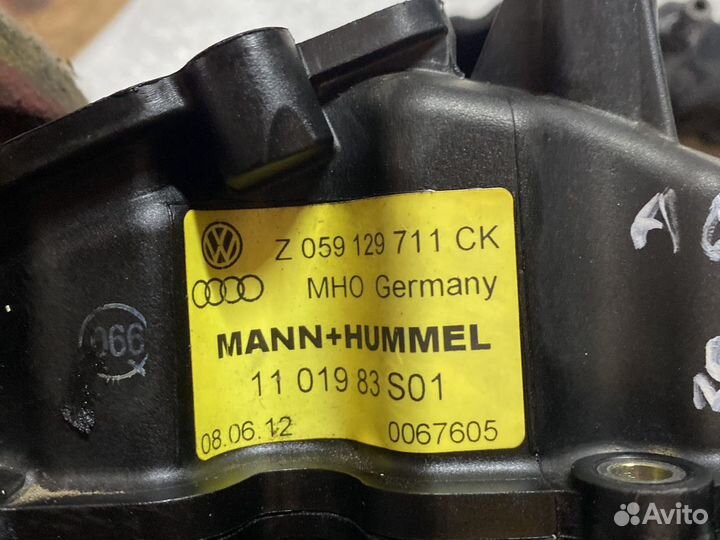 Z 059 129 711 CK
MHO Germany
MANN+HUMMEL
11 019 83 S01
08.06.12 0067605
066
A
Avito